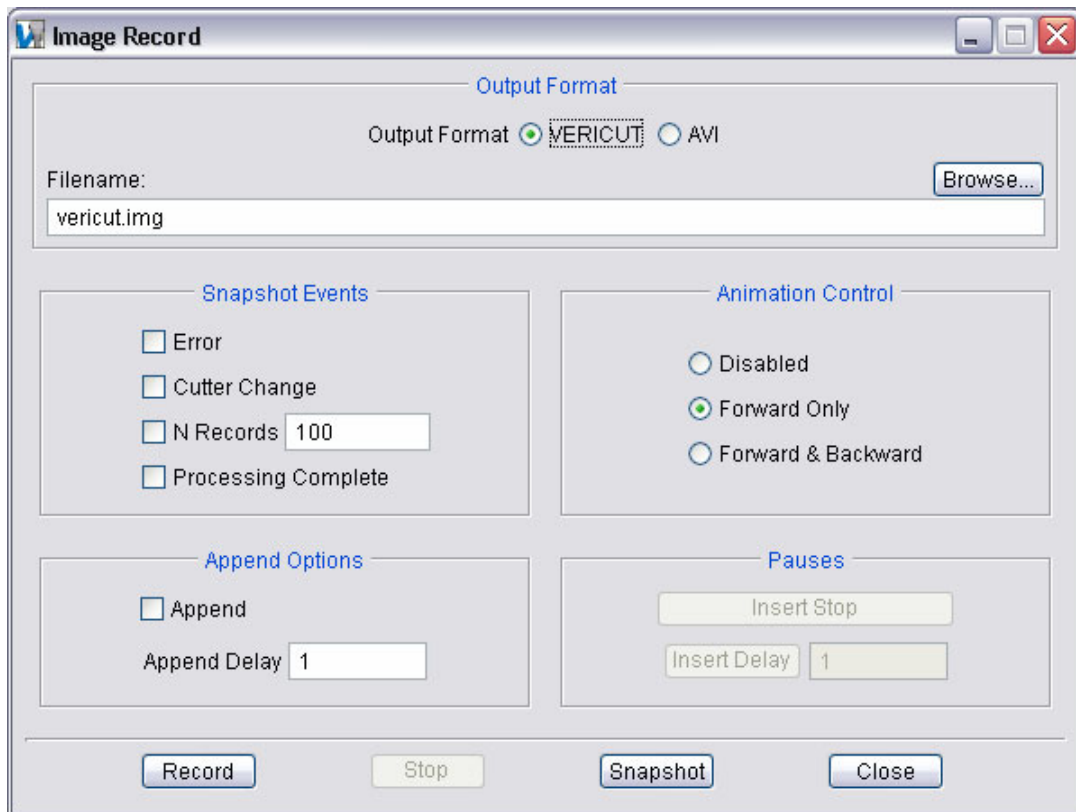 Image Record
Output Format
Output Format VERICUT AVI
Filename: Browse...
vericut.img
Snapshot Events
Error
Cutter Change
N Records 100
Processing Complete
Animation Control
Disabled
Forward Only
Forward & Backward
Append Options
Append
Append Delay 1
Pauses
Insert Stop
Insert Delay 1
Record Stop Snapshot Close